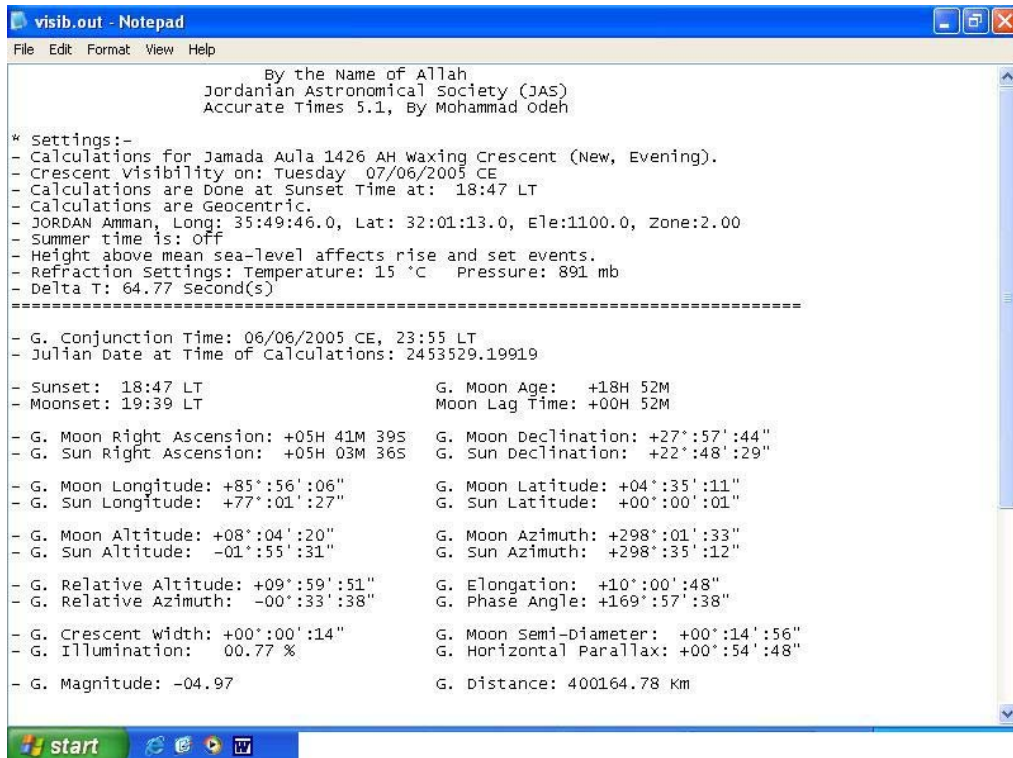 visib.out - Notepad
File Edit Format View Help
By the Name of Allah
Jordanian Astronomical Society (JAS)
Accurate Times 5.1, By Mohammad Odeh
* Settings:-
- Calculations for Jamada Aula 1426 AH Waxing Crescent (New, Evening).
- Crescent Visibility on: Tuesday 07/06/2005 CE
- Calculations are Done at Sunset Time at: 18:47 LT
- Calculations are Geocentric.
- JORDAN Amman, Long: 35:49:46.0, Lat: 32:01:13.0, Ele:1100.0, Zone:2.00
- Summer time is: Off
- Height above mean sea-level affects rise and set events.
- Refraction Settings: Temperature: 15 °C Pressure: 891 mb
- Delta T: 64.77 Second(s)
================================================================================
- G. Conjunction Time: 06/06/2005 CE, 23:55 LT
- Julian Date at Time of Calculations: 2453529.19919
- Sunset: 18:47 LT G. Moon Age: +18H 52M
- Moonset: 19:39 LT Moon Lag Time: +00H 52M
- G. Moon Right Ascension: +05H 41M 39S G. Moon Declination: +27°:57':44"
- G. Sun Right Ascension: +05H 03M 36S G. Sun Declination: +22°:48':29"
- G. Moon Longitude: +85°:56':06" G. Moon Latitude: +04°:35':11"
- G. Sun Longitude: +77°:01':27" G. Sun Latitude: +00°:00':01"
- G. Moon Altitude: +08°:04':20" G. Moon Azimuth: +298°:01':33"
- G. Sun Altitude: -01°:55':31" G. Sun Azimuth: +298°:35':12"
- G. Relative Altitude: +09°:59':51" G. Elongation: +10°:00':48"
- G. Relative Azimuth: -00°:33':38" G. Phase Angle: +169°:57':38"
- G. Crescent Width: +00°:00':14" G. Moon Semi-Diameter: +00°:14':56"
- G. Illumination: 00.77 % G. Horizontal Parallax: +00°:54':48"
- G. Magnitude: -04.97 G. Distance: 400164.78 Km
start